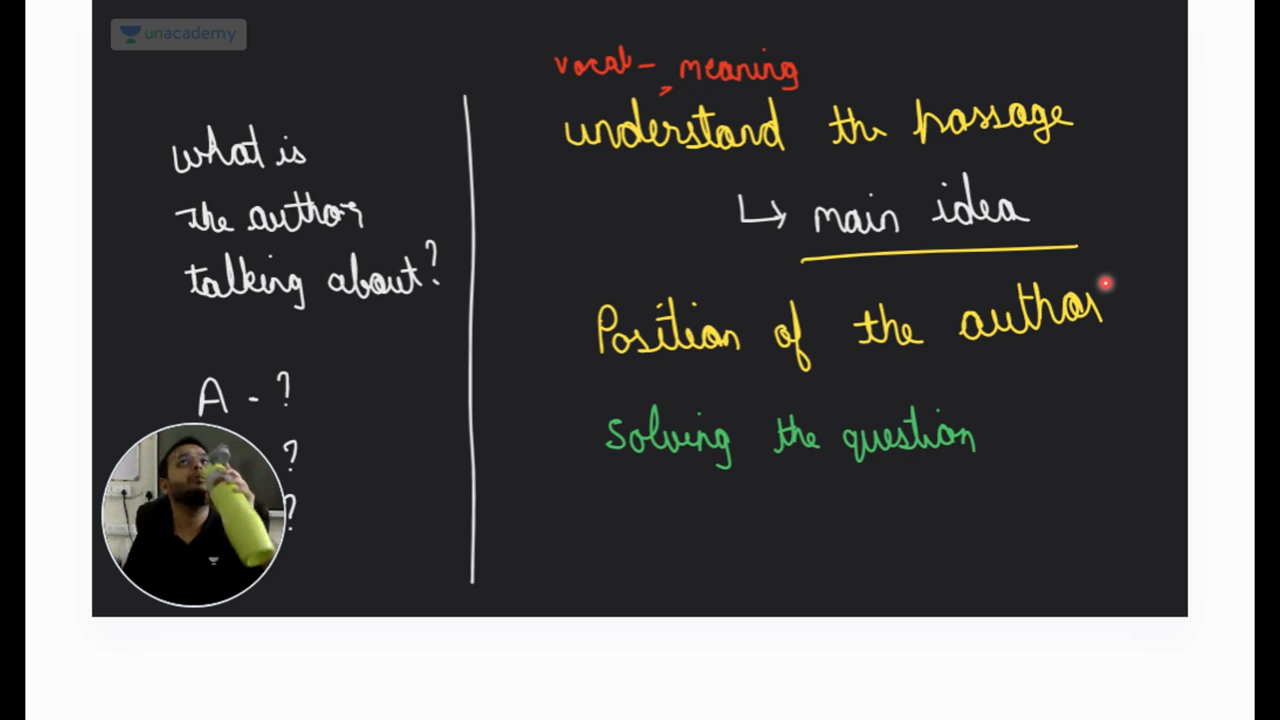 unacademy
what is
the author
talking about?
A - ?
?
?
vocab - meaning
understand the passage
↳ main idea
Position of the author
Solving the question